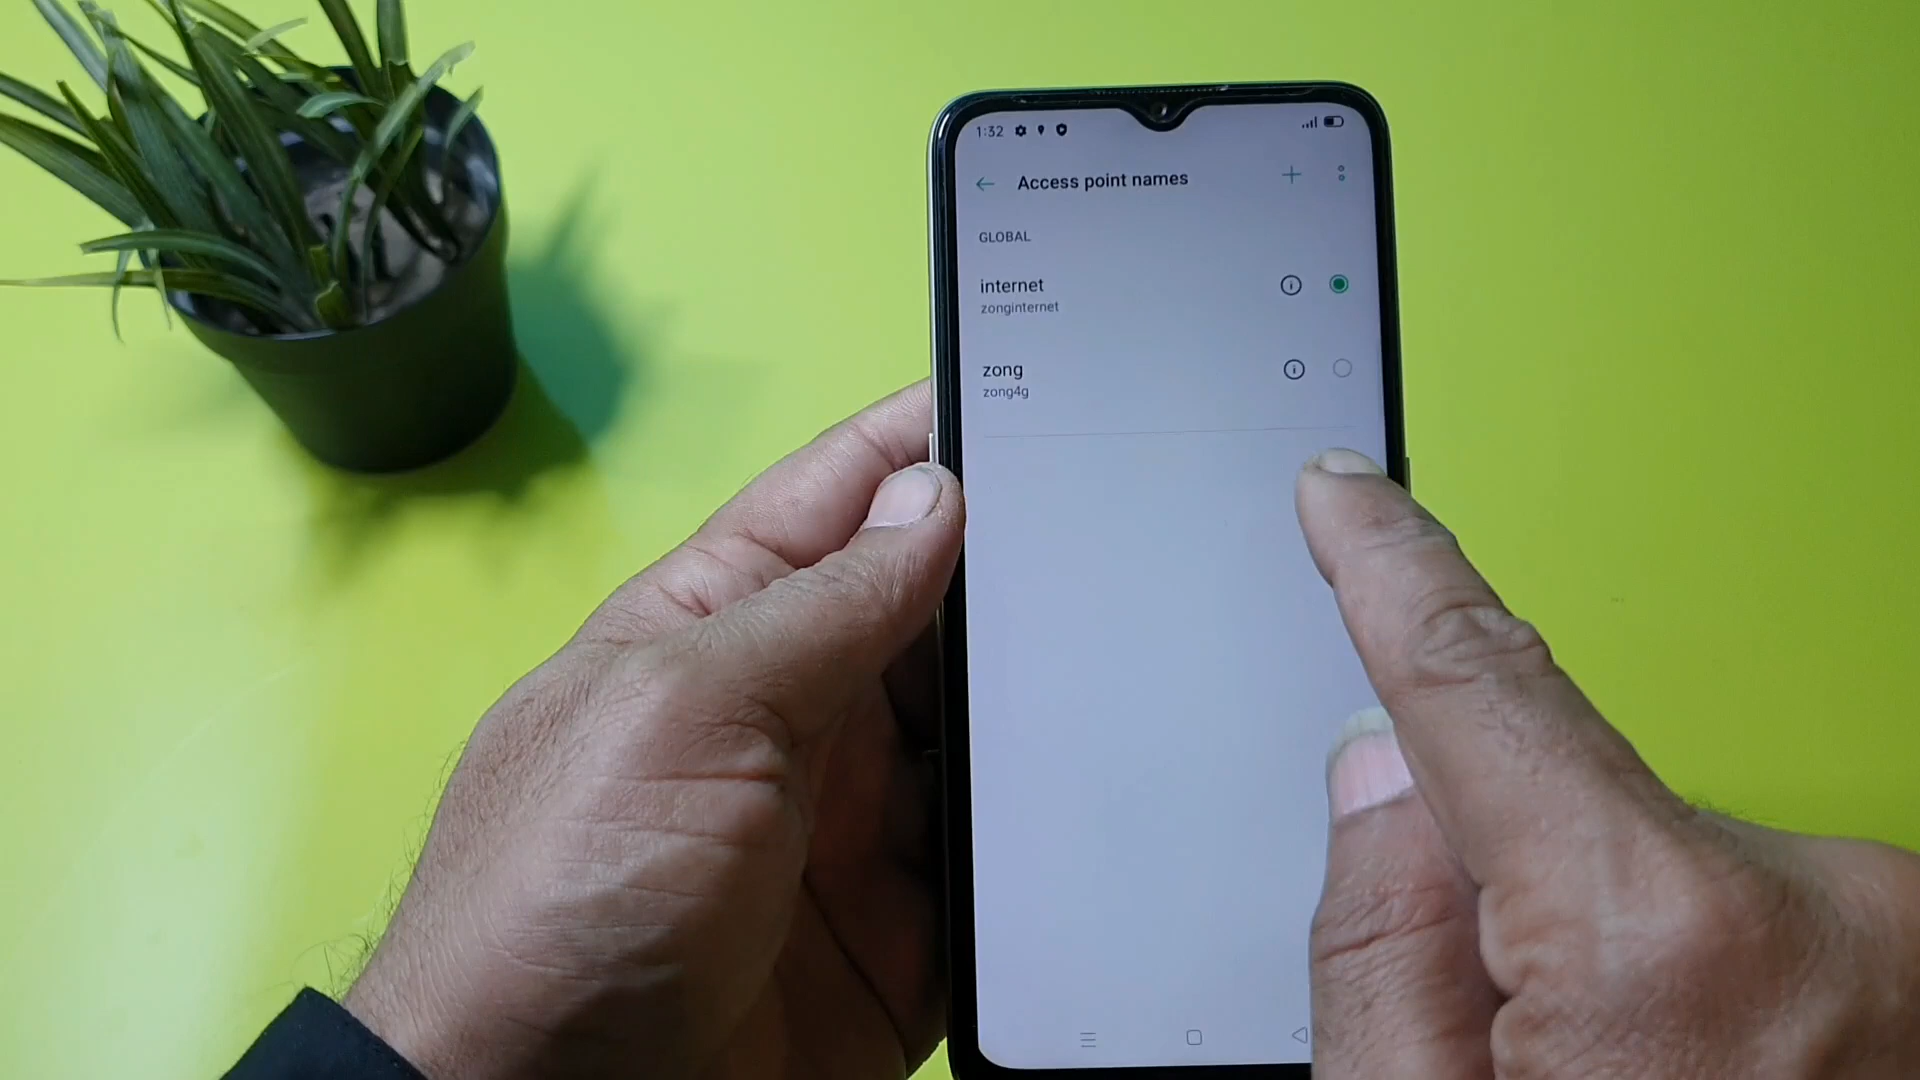 1:32
Access point names
GLOBAL
internet
zonginternet
zong
zong4g